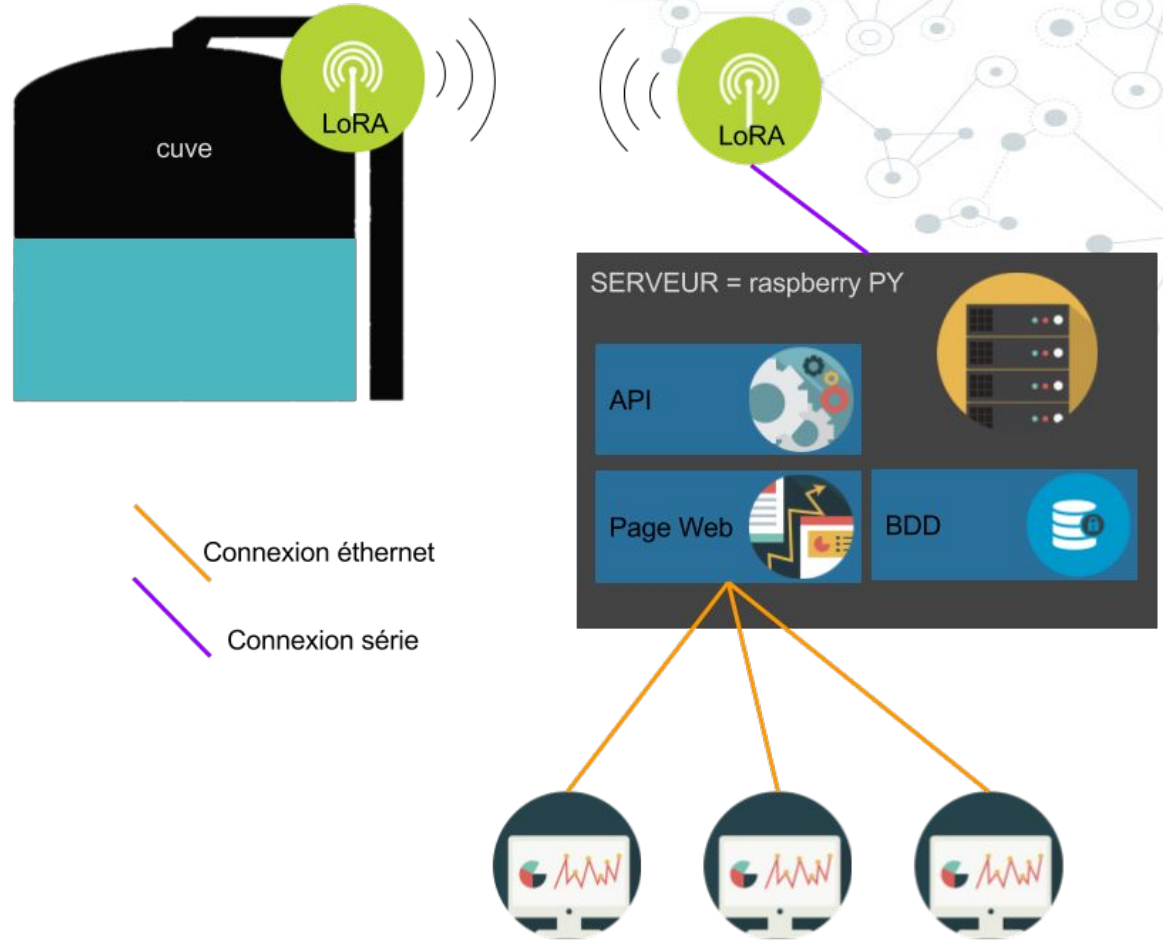 LoRA
cuve
LoRA
SERVEUR = raspberry PY
API
Page Web
BDD
Connexion éthernet
Connexion série